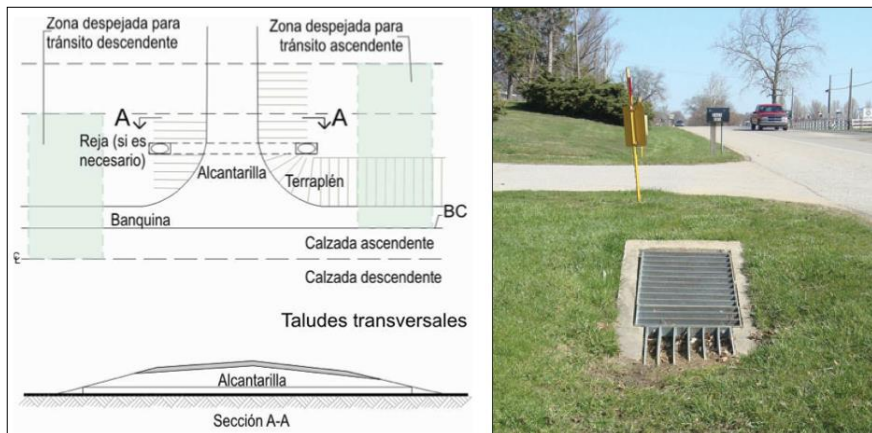 Zona despejada para
tránsito descendente
Zona despejada para
tránsito ascendente
A
A
Reja (si es
necesario)
Alcantarilla
Terraplén
Banquina
BC
Calzada ascendente
℄
Calzada descendente
Taludes transversales
Alcantarilla
Sección A-A